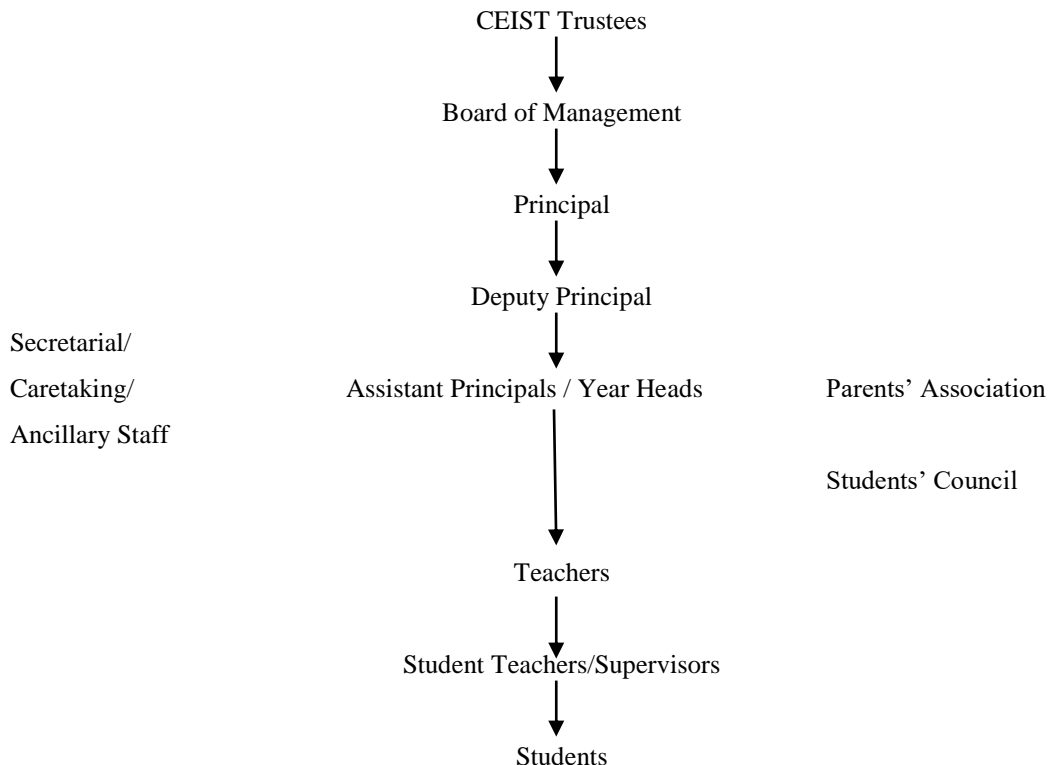 CEIST Trustees
Board of Management
Principal
Deputy Principal
Secretarial/
Caretaking/
Ancillary Staff
Assistant Principals / Year Heads
Parents’ Association
Students’ Council
Teachers
Student Teachers/Supervisors
Students